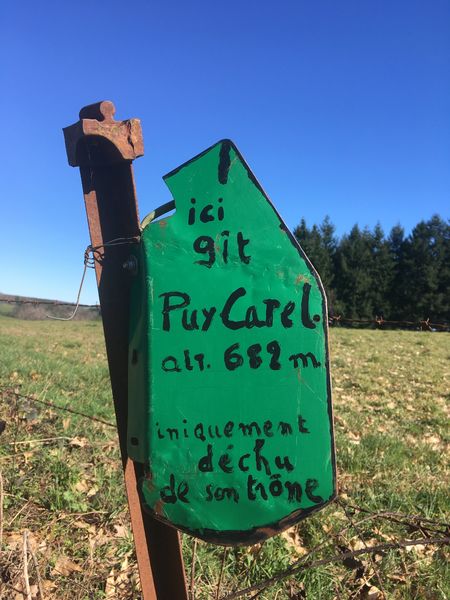 ici
gît
Puy Carel.
alt. 682 m
iniquement
déchu
de son trône